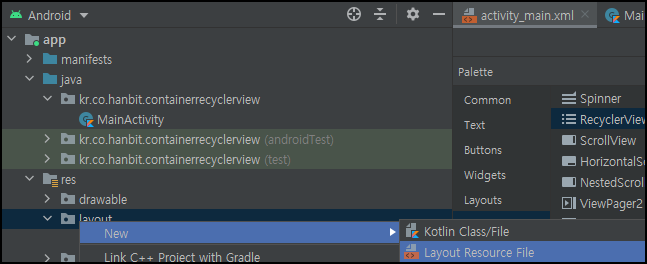 Android
activity_main.xml
Mai
app
manifests
java
kr.co.hanbit.containerrecyclerview
MainActivity
kr.co.hanbit.containerrecyclerview (androidTest)
kr.co.hanbit.containerrecyclerview (test)
res
drawable
layout
Palette
Common
Text
Buttons
Widgets
Layouts
Spinner
RecyclerView
ScrollView
HorizontalSc
NestedScroll
ViewPager2
New
Link C++ Project with Gradle
Kotlin Class/File
Layout Resource File